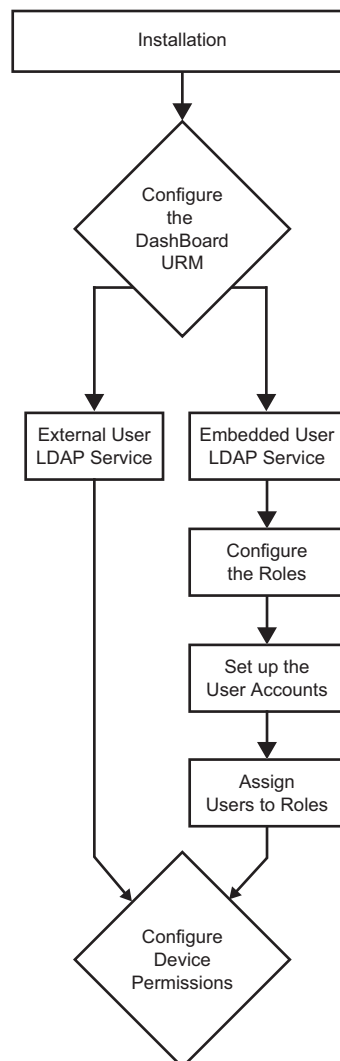 Installation
Configure
the
DashBoard
URM
External User
LDAP Service
Embedded User
LDAP Service
Configure
the Roles
Set up the
User Accounts
Assign
Users to Roles
Configure
Device
Permissions